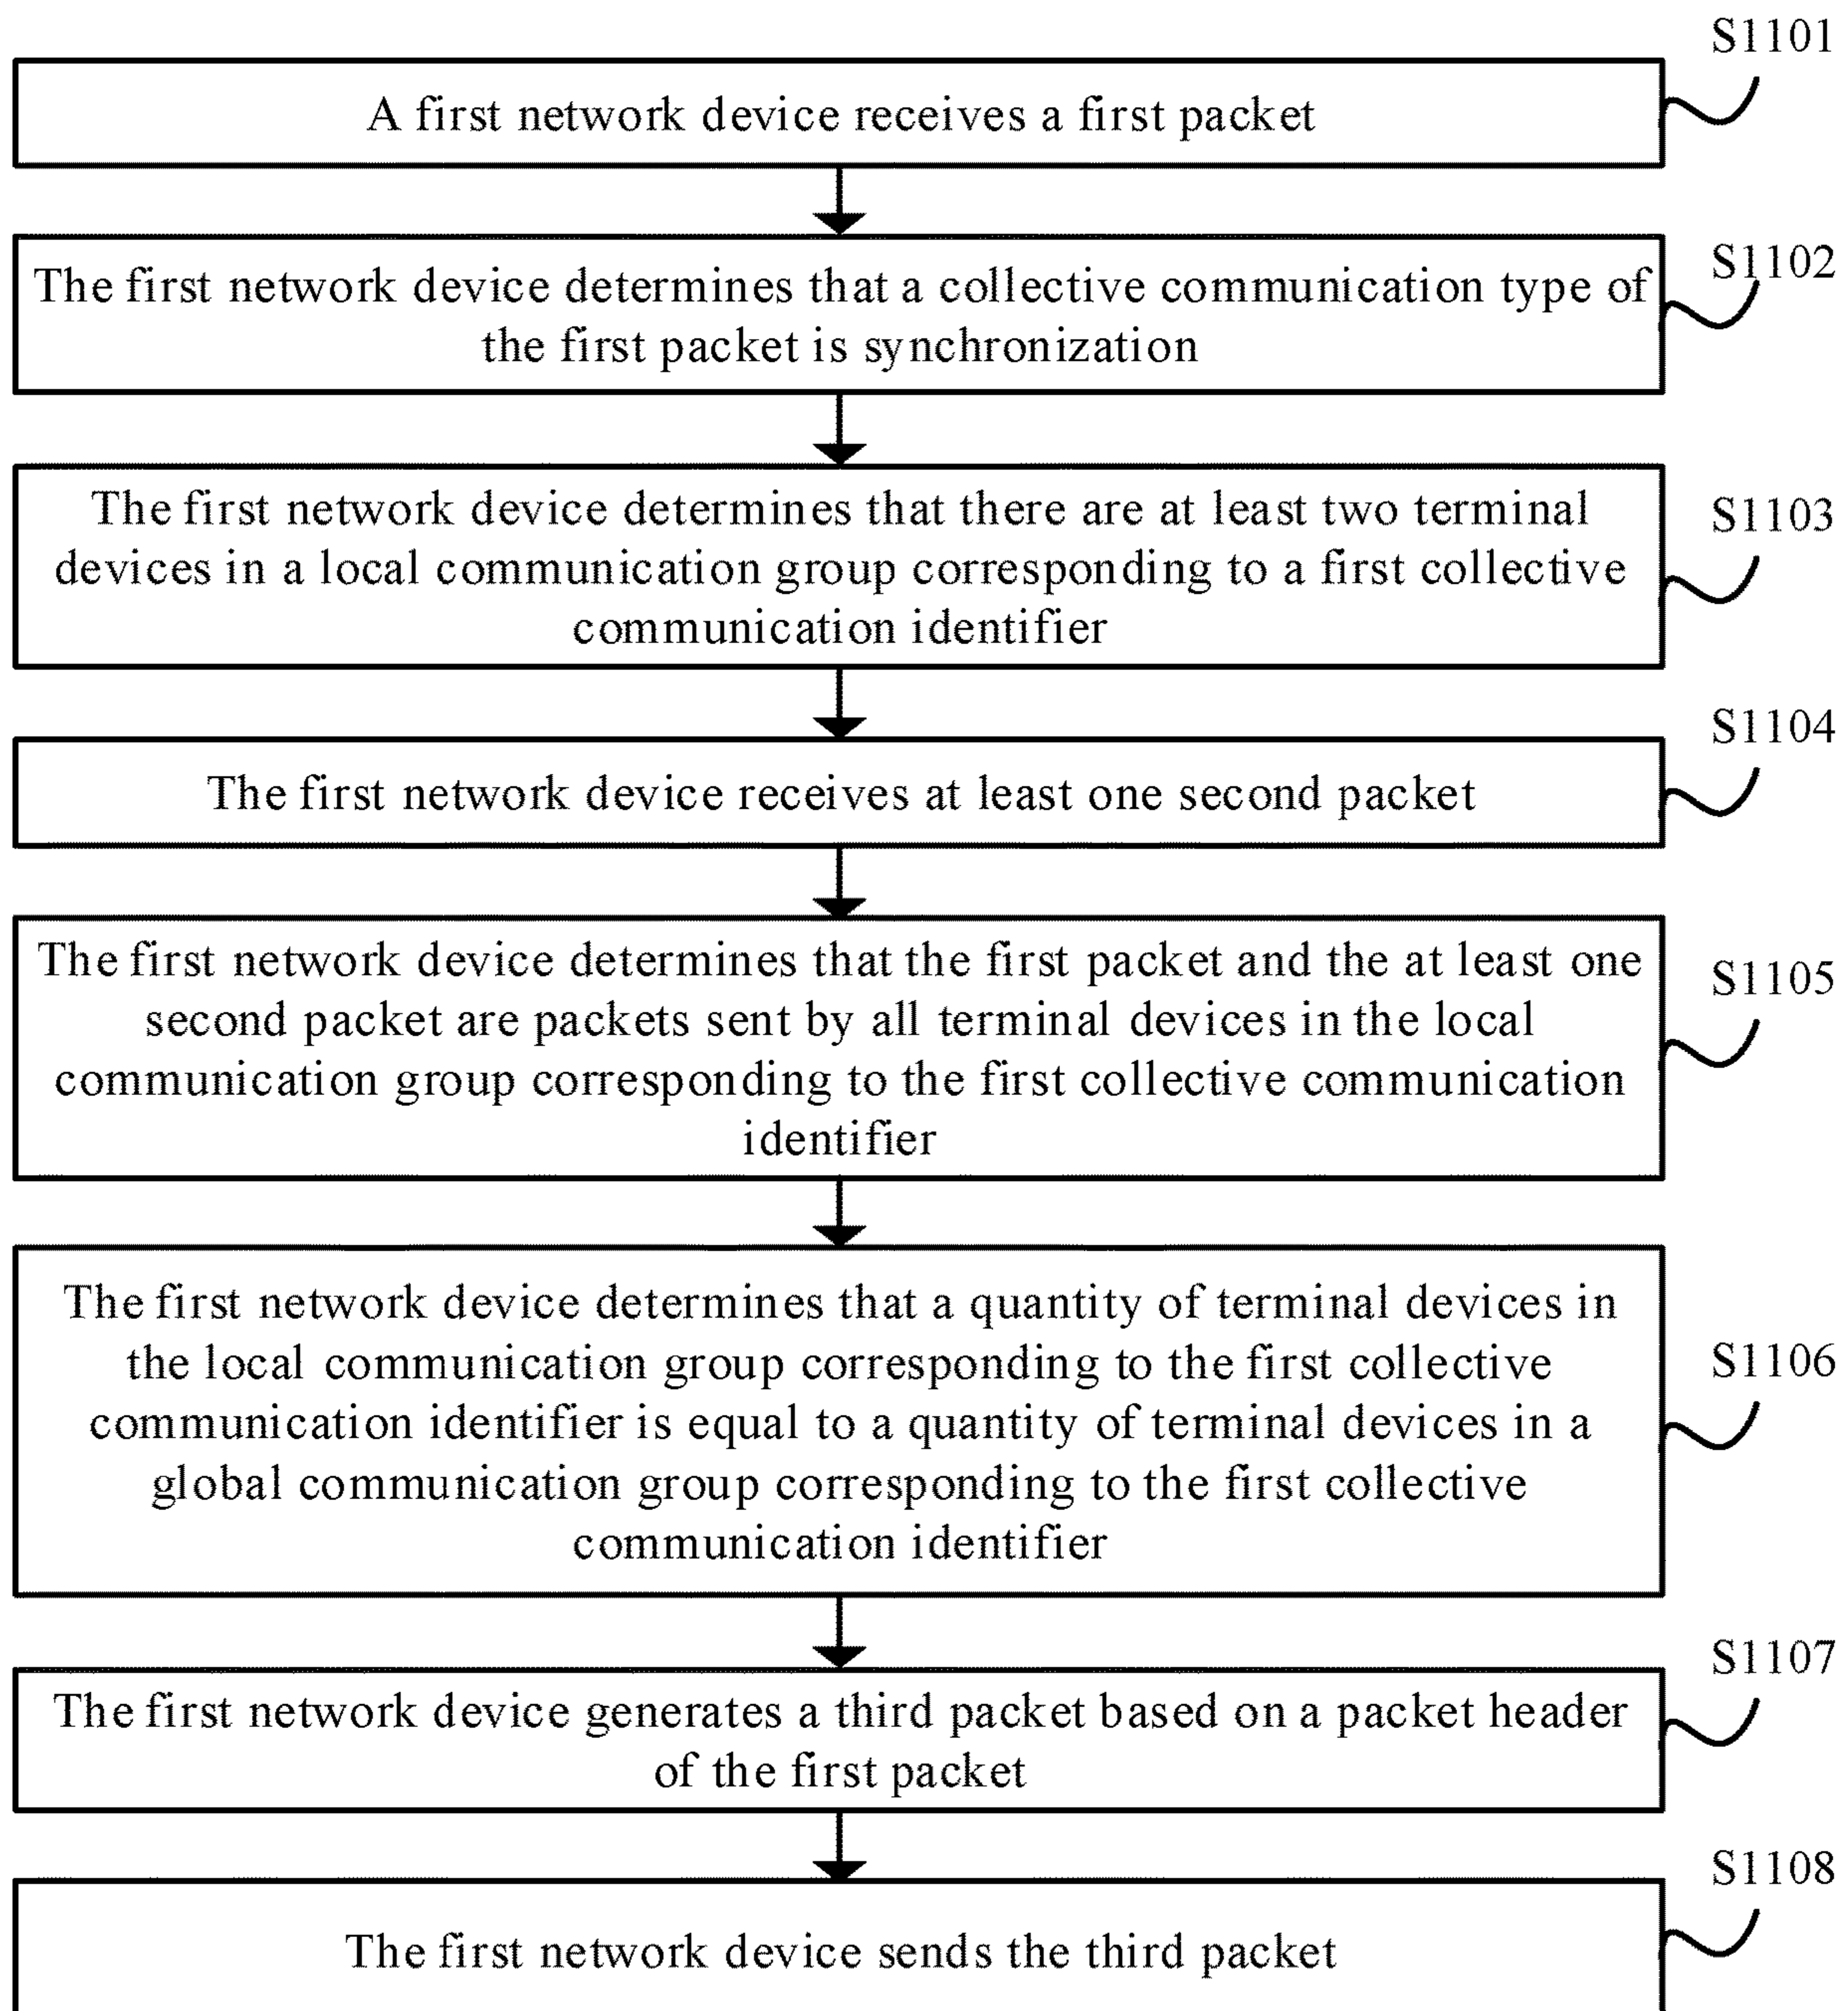 S1101
A first network device receives a first packet
S1102
The first network device determines that a collective communication type of
the first packet is synchronization
S1103
The first network device determines that there are at least two terminal
devices in a local communication group corresponding to a first collective
communication identifier
S1104
The first network device receives at least one second packet
S1105
The first network device determines that the first packet and the at least one
second packet are packets sent by all terminal devices in the local
communication group corresponding to the first collective communication
identifier
S1106
The first network device determines that a quantity of terminal devices in
the local communication group corresponding to the first collective
communication identifier is equal to a quantity of terminal devices in a
global communication group corresponding to the first collective
communication identifier
S1107
The first network device generates a third packet based on a packet header
of the first packet
S1108
The first network device sends the third packet